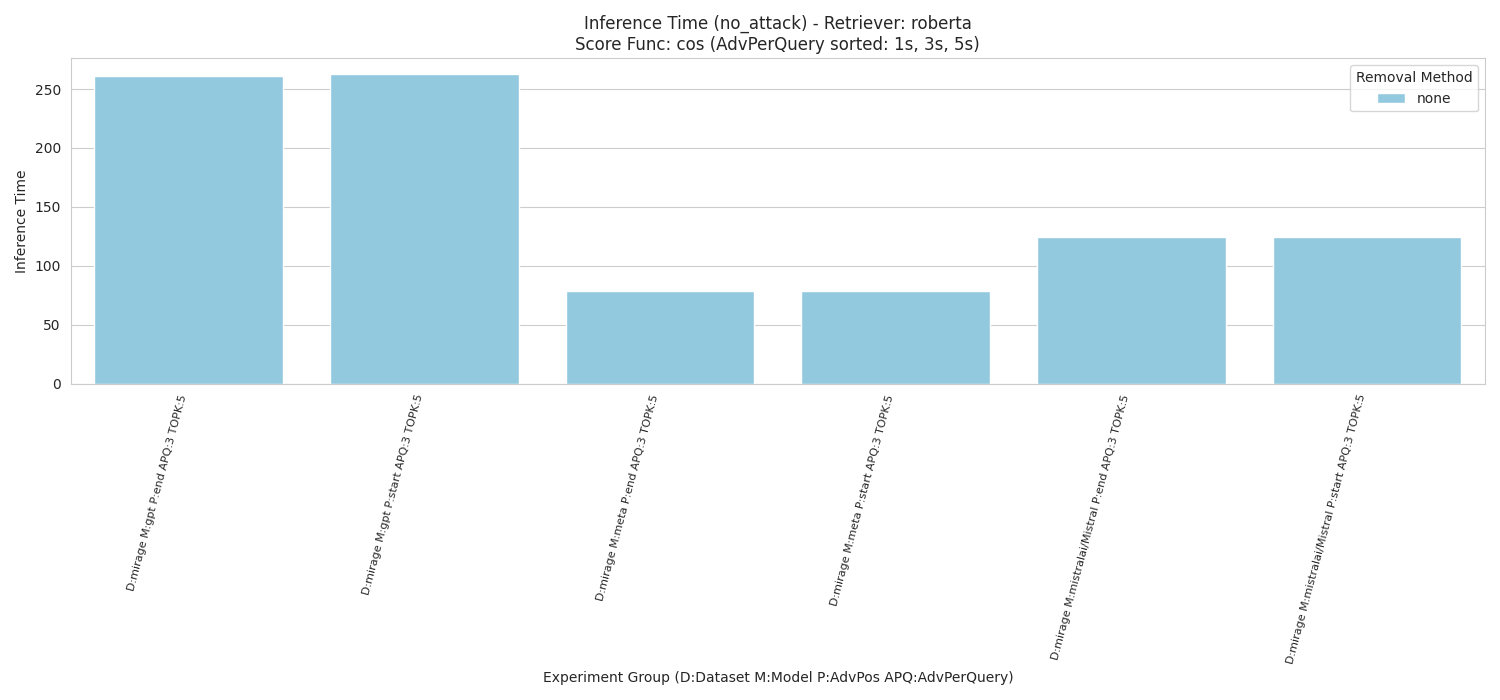 Inference Time (no_attack) - Retriever: roberta
Score Func: cos (AdvPerQuery sorted: 1s, 3s, 5s)
Removal Method
none
Inference Time
250
200
150
100
50
0
D:mirage M:gpt P:end APQ:3 TOPK:5
D:mirage M:gpt P:start APQ:3 TOPK:5
D:mirage M:meta P:end APQ:3 TOPK:5
D:mirage M:meta P:start APQ:3 TOPK:5
D:mirage M:mistralai/Mistral P:end APQ:3 TOPK:5
D:mirage M:mistralai/Mistral P:start APQ:3 TOPK:5
Experiment Group (D:Dataset M:Model P:AdvPos APQ:AdvPerQuery)